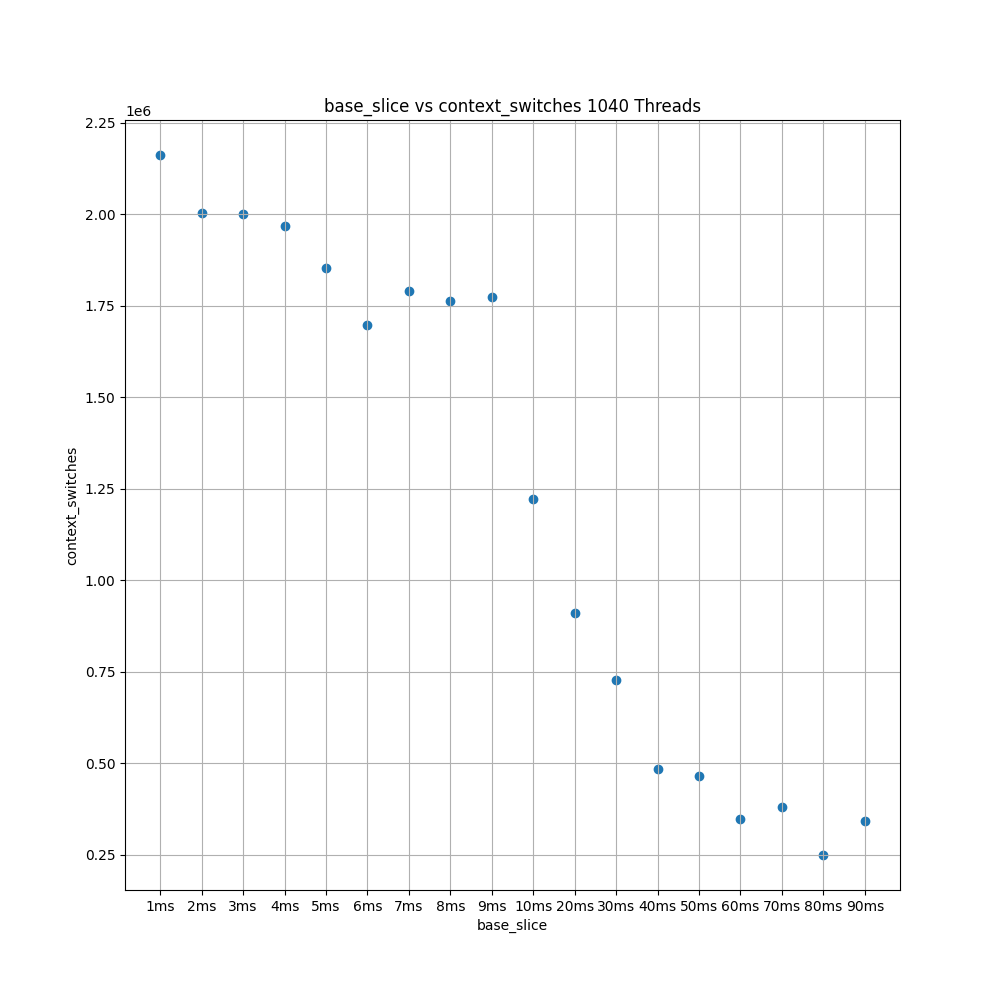 base_slice vs context_switches 1040 Threads
1e6
2.25
2.00
1.75
1.50
1.25
1.00
0.75
0.50
0.25
context_switches
1ms 2ms 3ms 4ms 5ms 6ms 7ms 8ms 9ms 10ms 20ms 30ms 40ms 50ms 60ms 70ms 80ms 90ms
base_slice